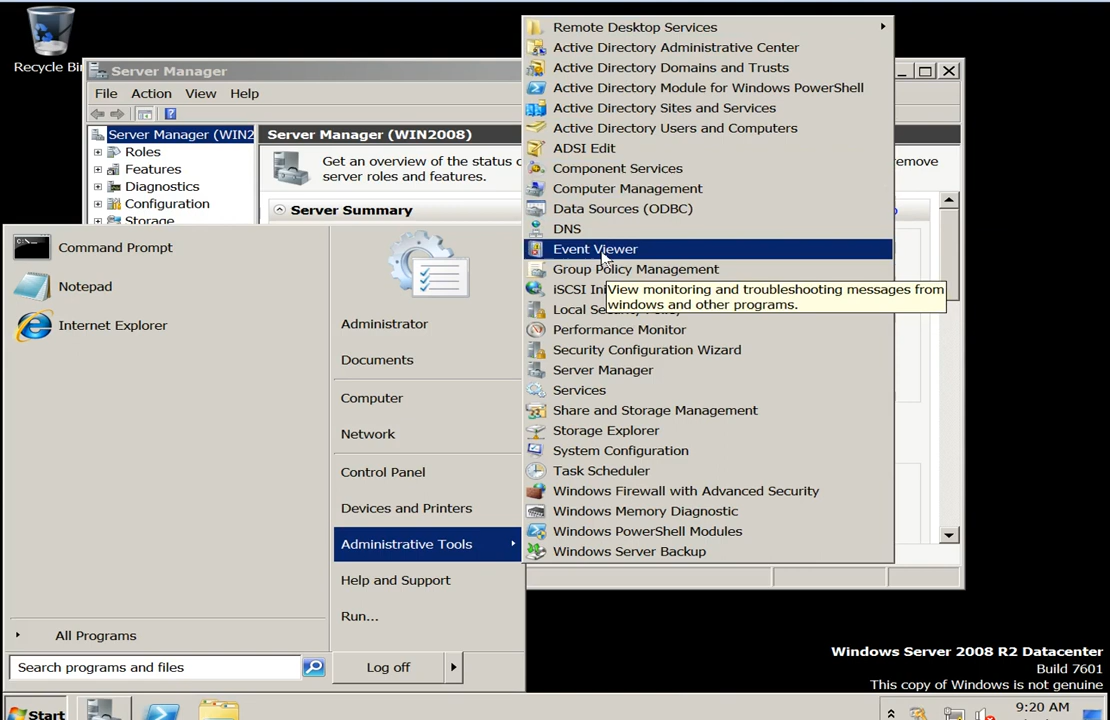 Recycle Bin
Server Manager
File Action View Help
Server Manager (WIN2
Roles
Features
Diagnostics
Configuration
Storage
Server Manager (WIN2008)
Get an overview of the status o
server roles and features.
emove
Server Summary
Command Prompt
Notepad
Internet Explorer
All Programs
Search programs and files
Administrator
Documents
Computer
Network
Control Panel
Devices and Printers
Administrative Tools
Help and Support
Run...
Log off
Remote Desktop Services
Active Directory Administrative Center
Active Directory Domains and Trusts
Active Directory Module for Windows PowerShell
Active Directory Sites and Services
Active Directory Users and Computers
ADSI Edit
Component Services
Computer Management
Data Sources (ODBC)
DNS
Event Viewer
Group Policy Management
iSCSI Ini
View monitoring and troubleshooting messages from
windows and other programs.
Local Security Policy
Performance Monitor
Security Configuration Wizard
Server Manager
Services
Share and Storage Management
Storage Explorer
System Configuration
Task Scheduler
Windows Firewall with Advanced Security
Windows Memory Diagnostic
Windows PowerShell Modules
Windows Server Backup
Windows Server 2008 R2 Datacenter
Build 7601
This copy of Windows is not genuine
Start
9:20 AM